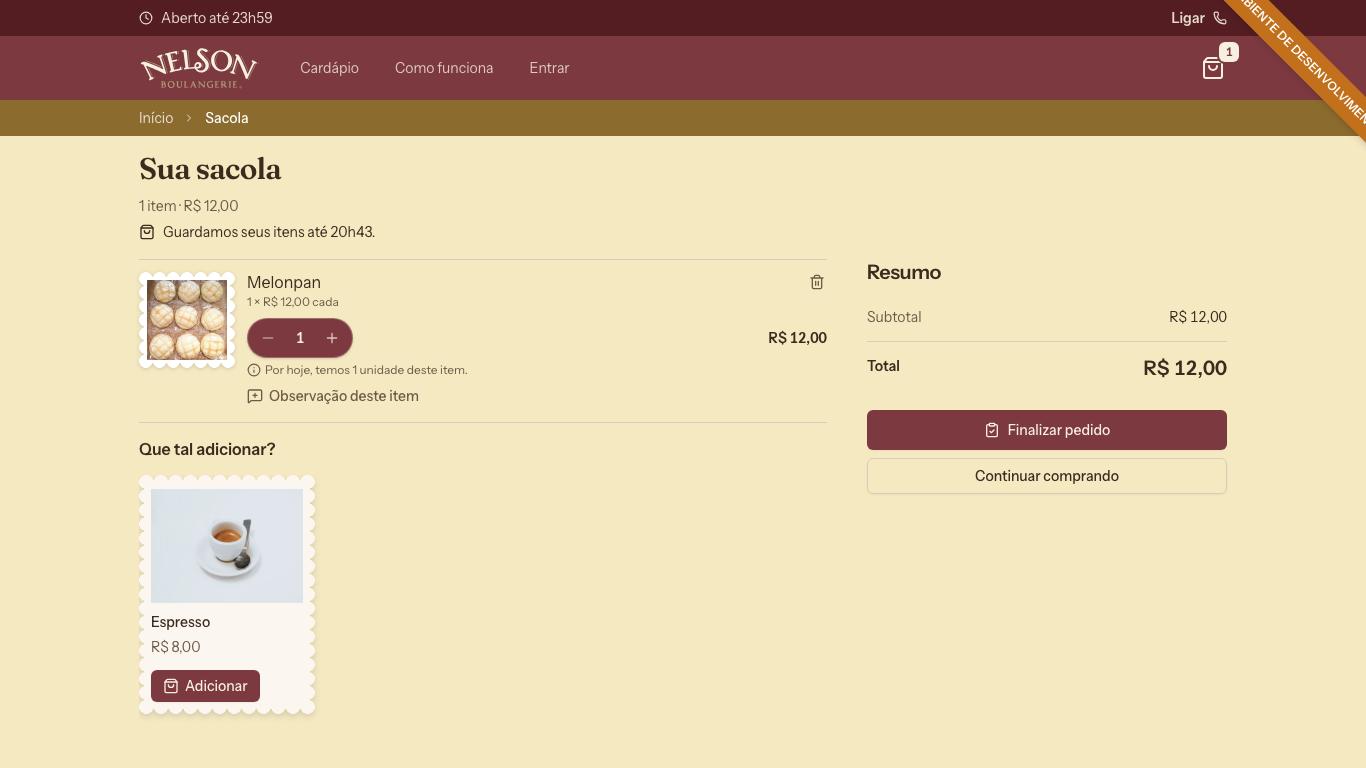 Aberto até 23h59
Ligar
NELSON
BOULANGERIE.
Cardápio
Como funciona
Entrar
1
Início
Sacola
Sua sacola
1 item · R$ 12,00
Guardamos seus itens até 20h43.
Melonpan
1 × R$ 12,00 cada
1
R$ 12,00
Por hoje, temos 1 unidade deste item.
Observação deste item
Que tal adicionar?
Espresso
R$ 8,00
Adicionar
Resumo
Subtotal
R$ 12,00
Total
R$ 12,00
Finalizar pedido
Continuar comprando
DE